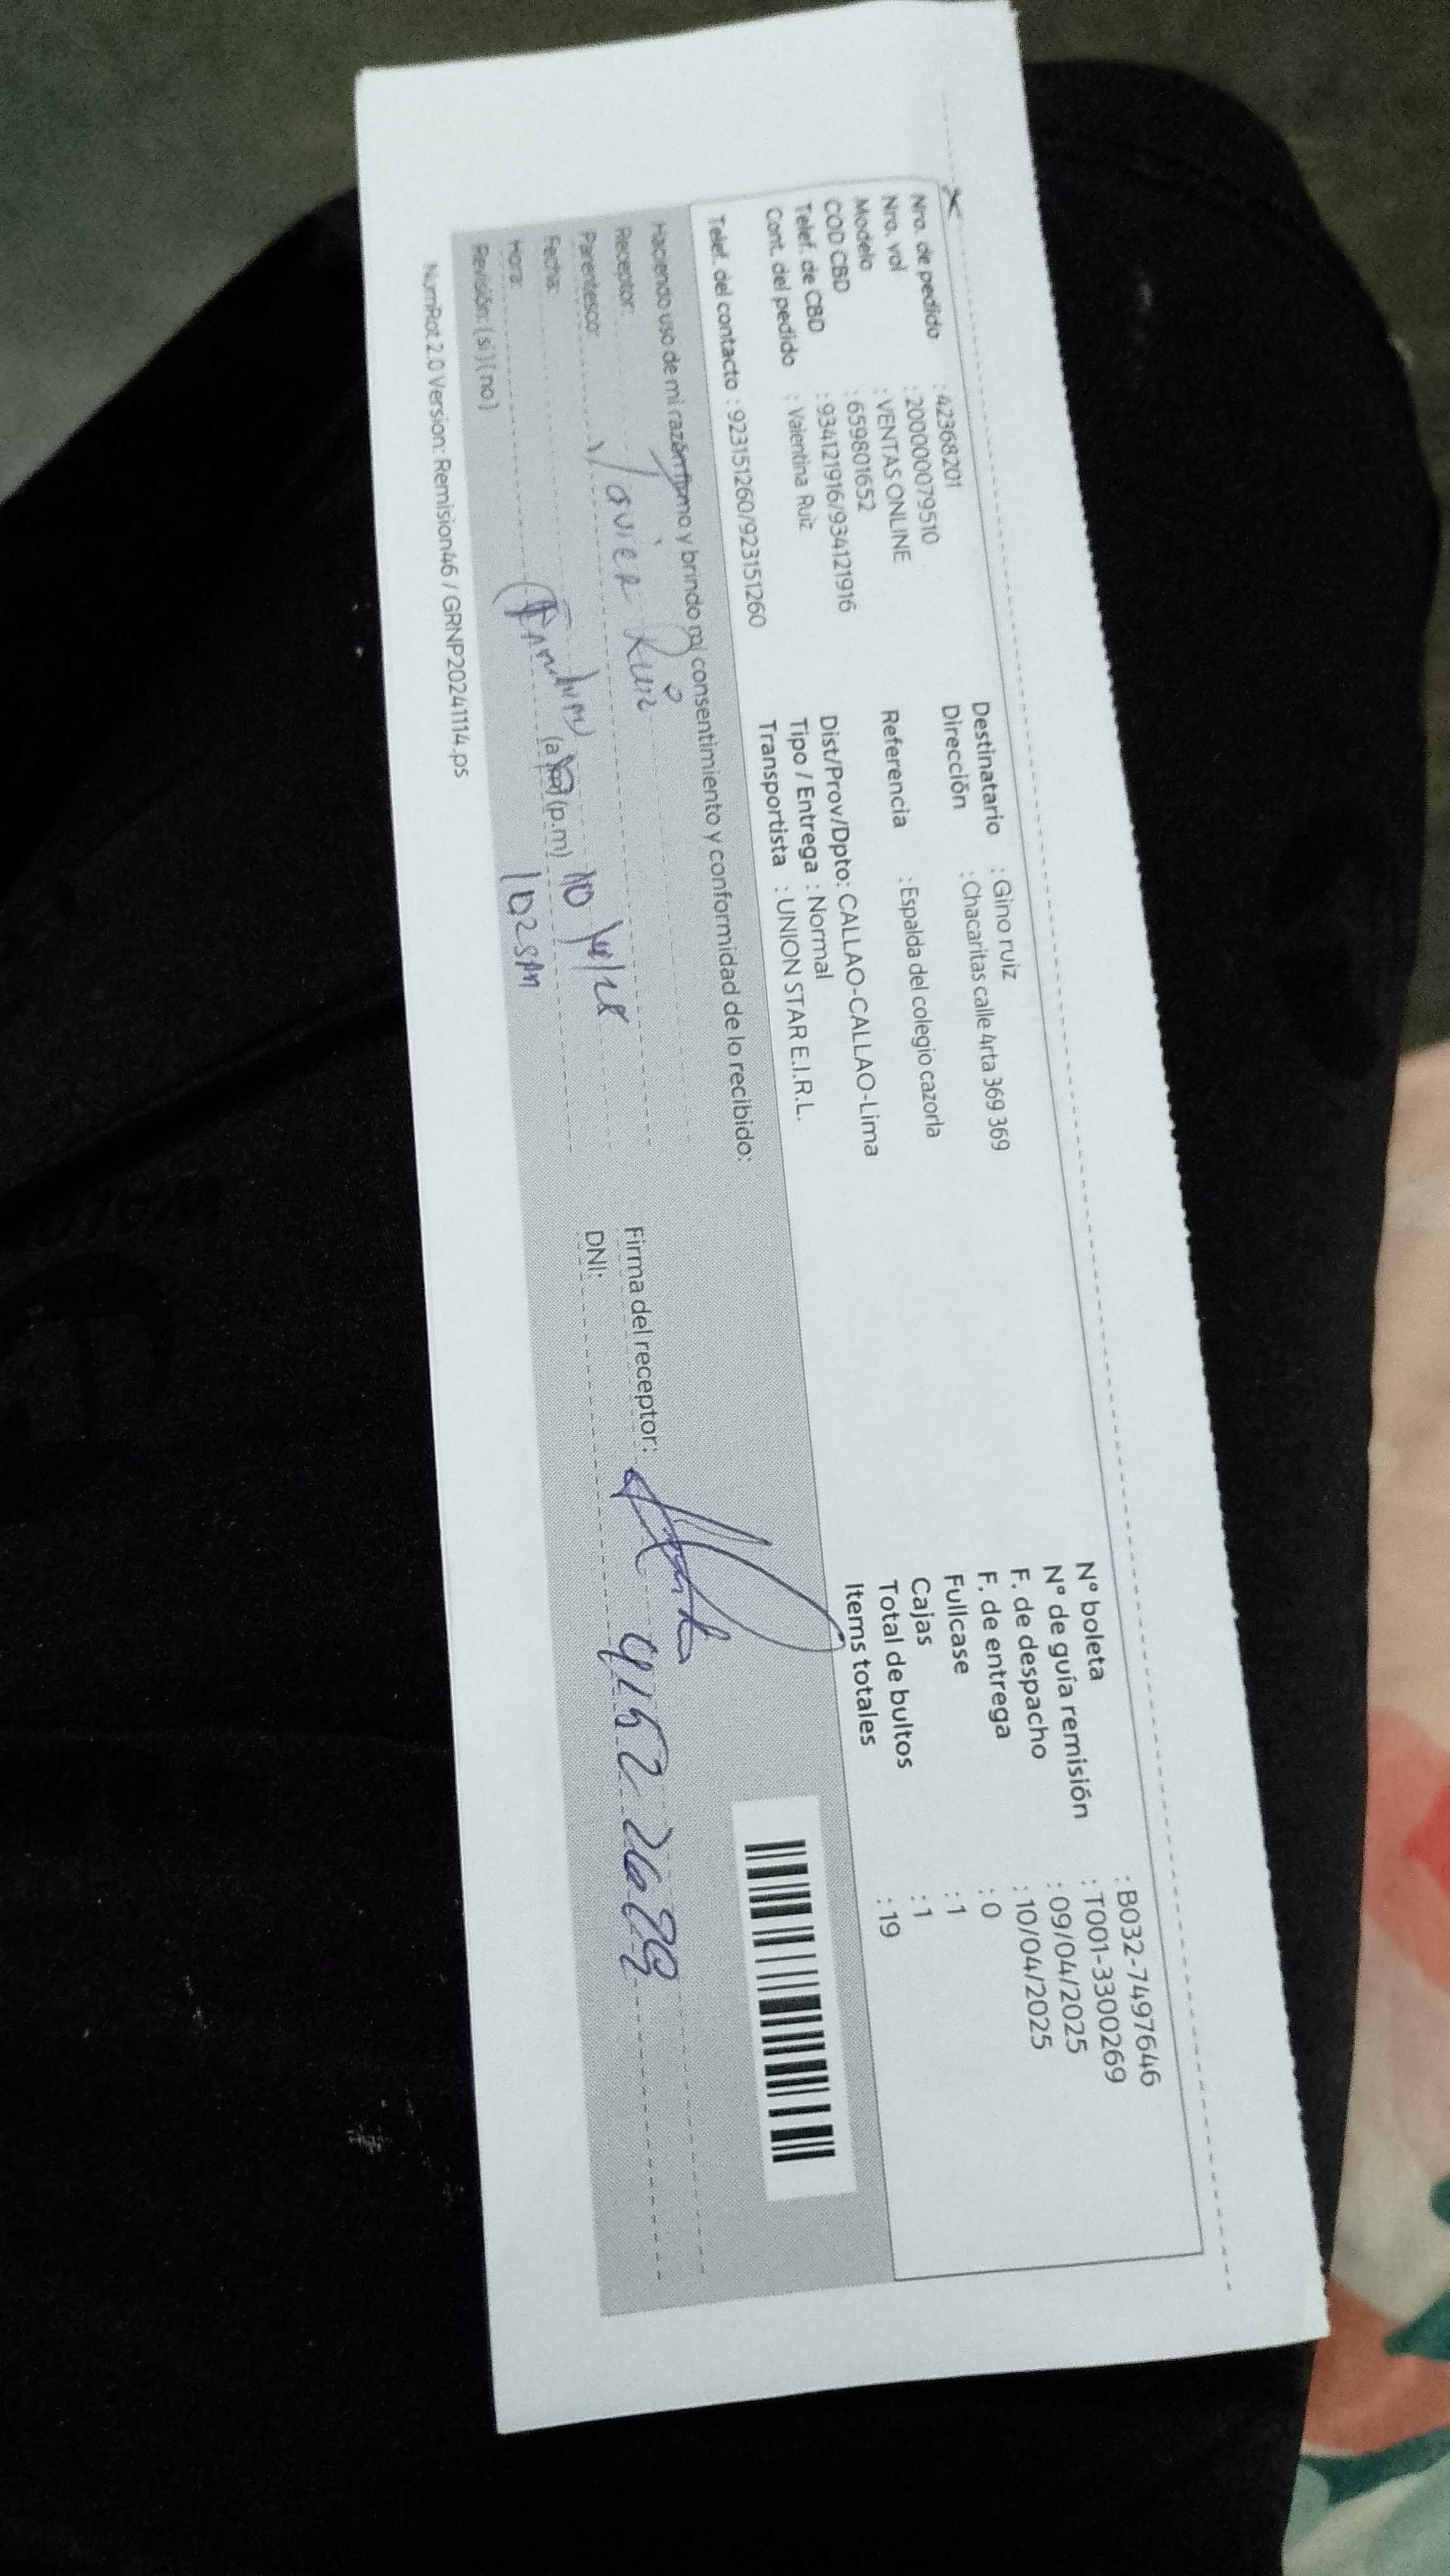 Nro. de pedido : 42368201
Nro. vol : 200000079510
Modelo : VENTAS ONLINE
COD CBD : 659801652
Telef. de CBD : 934121916/934121916
Cont. del pedido : Valentina Ruiz
Telef. del contacto : 923151260/923151260
Destinatario : Gino ruiz
Dirección : Chacaritas calle 4rta 369 369
Referencia : Espalda del colegio cazorla
Dist/Prov/Dpto: CALLAO-CALLAO-Lima
Tipo / Entrega : Normal
Transportista : UNION STAR E.I.R.L.
N° boleta : B032-7497646
N° de guía remisión : T001-3300269
F. de despacho : 09/04/2025
F. de entrega : 10/04/2025
Fullcase : 0
Cajas : 1
Total de bultos : 1
Items totales : 19
Haciendo uso de mi razón firmo y brindo mi consentimiento y conformidad de lo recibido:
Receptor: Javier Ruiz
Parentesco:
Fecha: 10
Hora: (a.m) (p.m)
Revisión: (si) (no)
Firma del receptor:
DNI:
NumRot 2.0 Version: Remision46 / GRNP20241114.ps